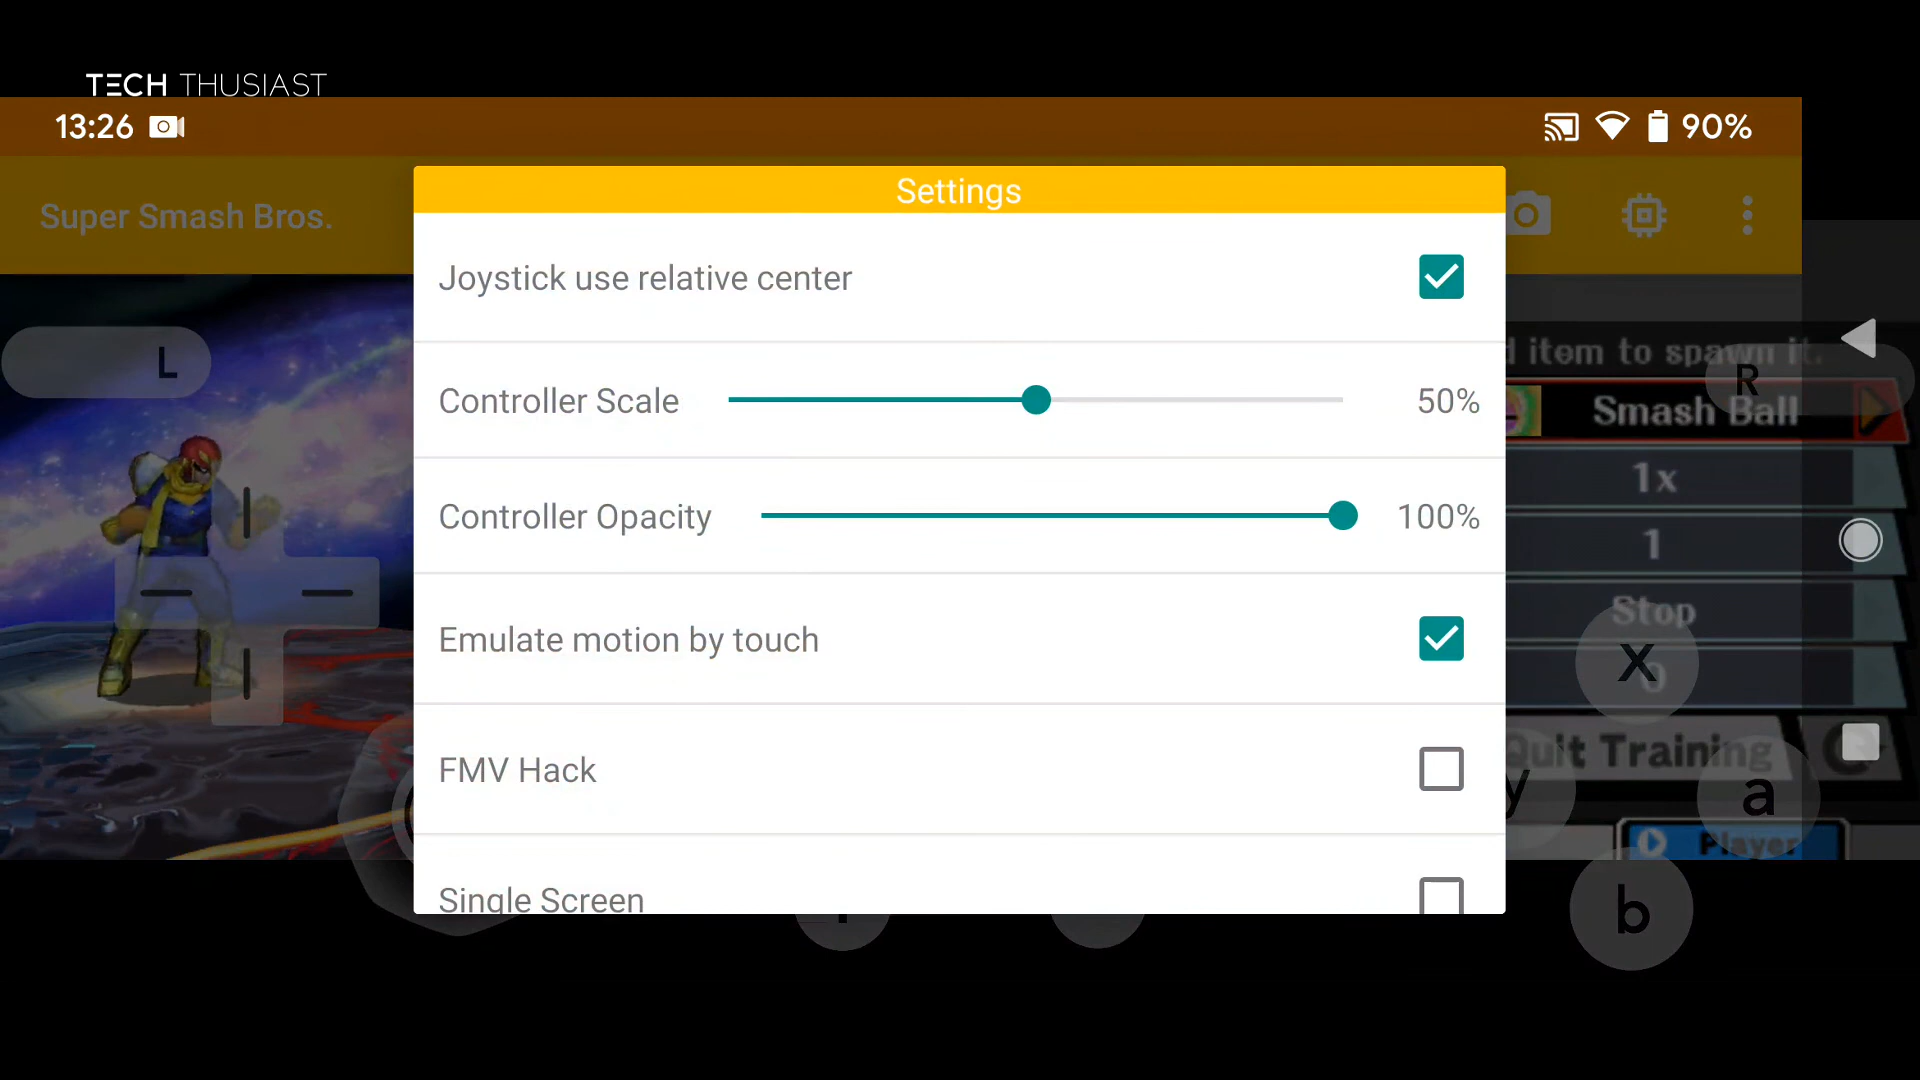 TECH THUSIAST
13:26
90%
Super Smash Bros.
Settings
Joystick use relative center
Controller Scale
50%
Controller Opacity
100%
Emulate motion by touch
FMV Hack
Single Screen
L
item to spawn it.
R
Smash Ball
1x
1
Stop
0
X
Quit Training
y
a
Player
b